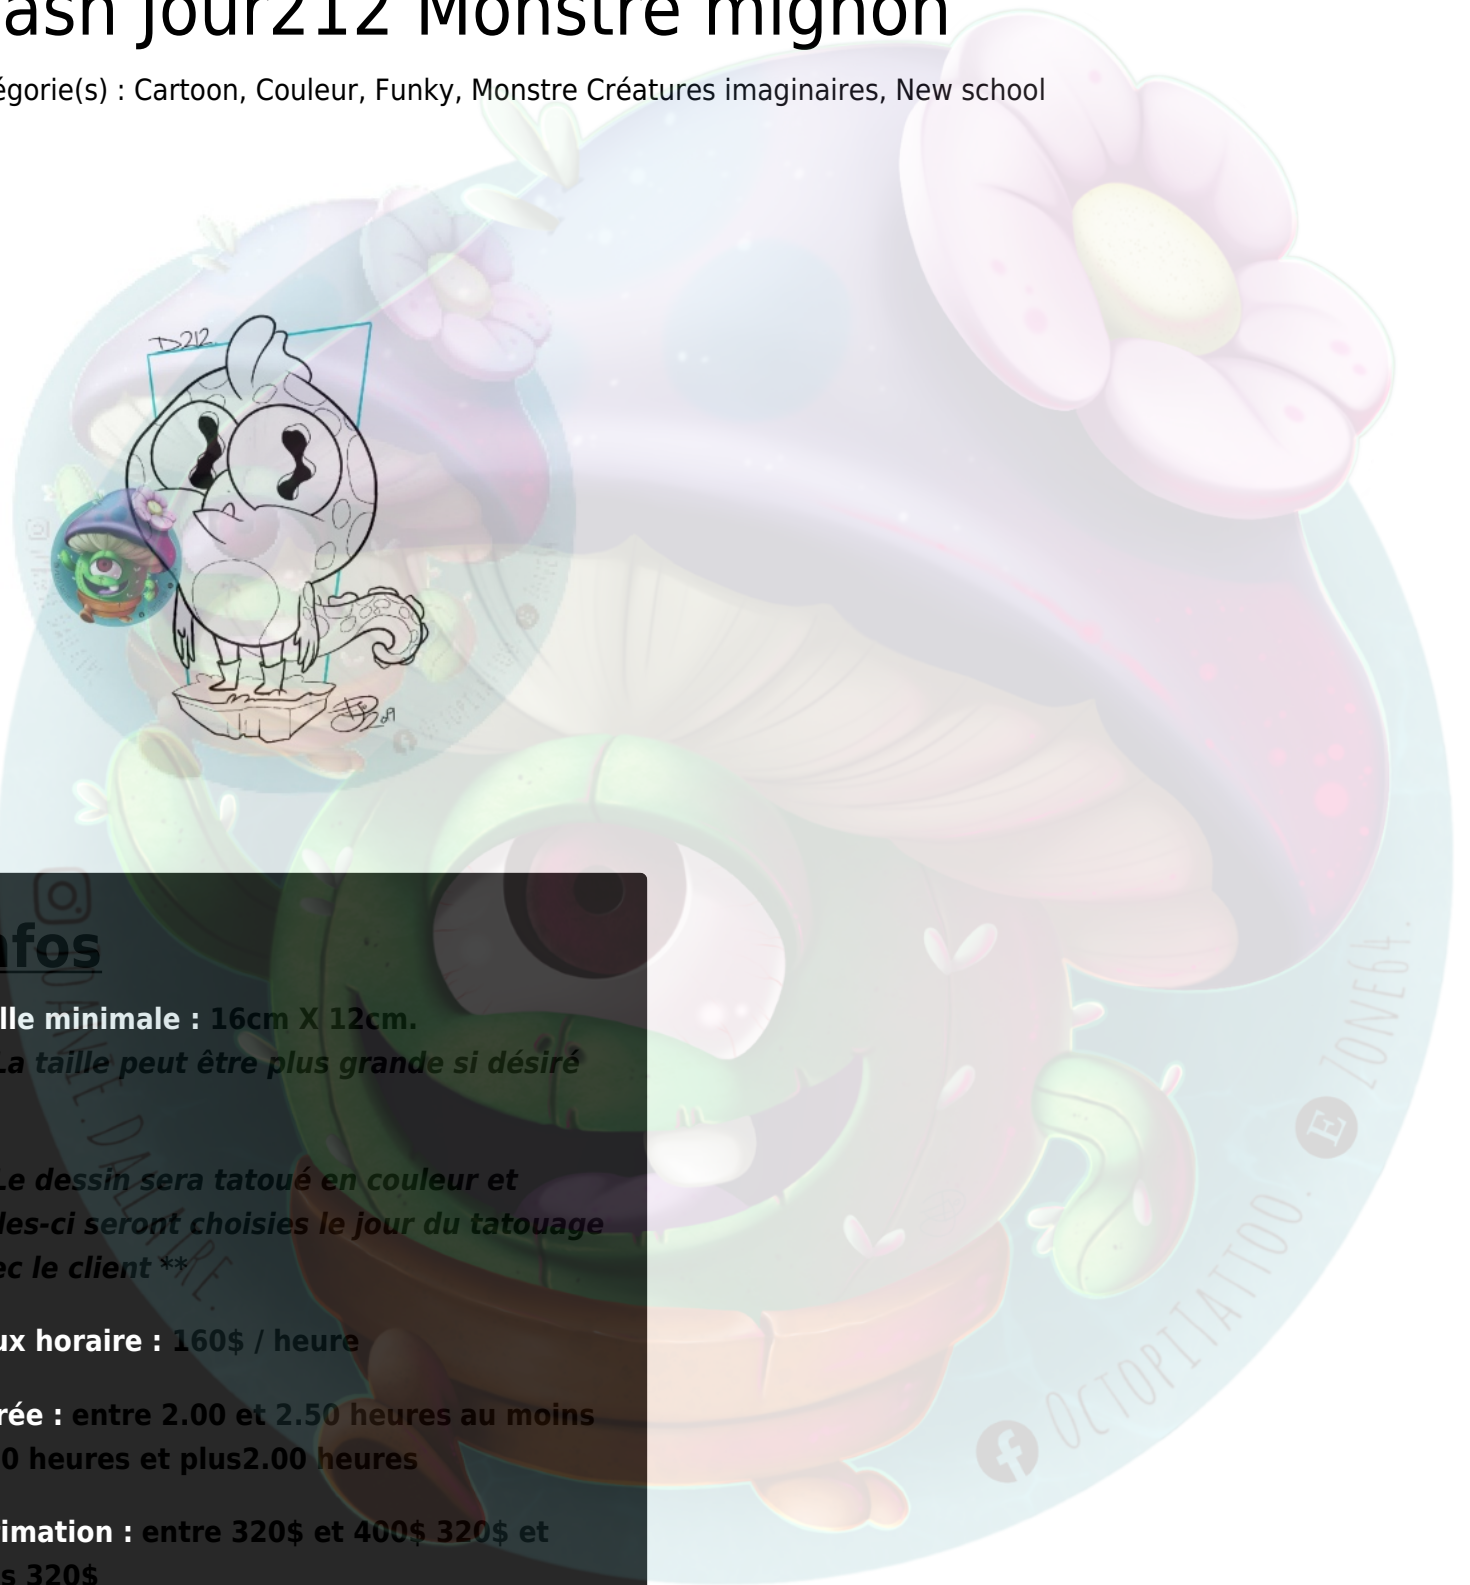 ash Jour212 Monstre mignon
égorie(s) : Cartoon, Couleur, Funky, Monstre Créatures imaginaires, New school
D212
nfos
lle minimale : 16cm X 12cm.
La taille peut être plus grande si désiré
Le dessin sera tatoué en couleur et
les-ci seront choisies le jour du tatouage
ec le client **
ux horaire : 160$ / heure
rée : entre 2.00 et 2.50 heures au moins
0 heures et plus2.00 heures
imation : entre 320$ et 400$ 320$ et
s 320$
DALLAIRE.
OCTOPITATTOO.
ZONE64.